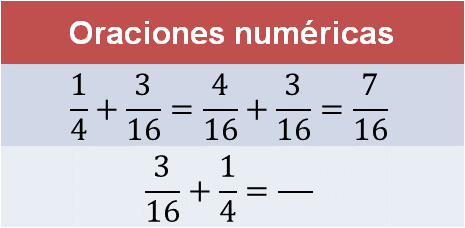 Oraciones numéricas
1/4 + 3/16 = 4/16 + 3/16 = 7/16
3/16 + 1/4 = —